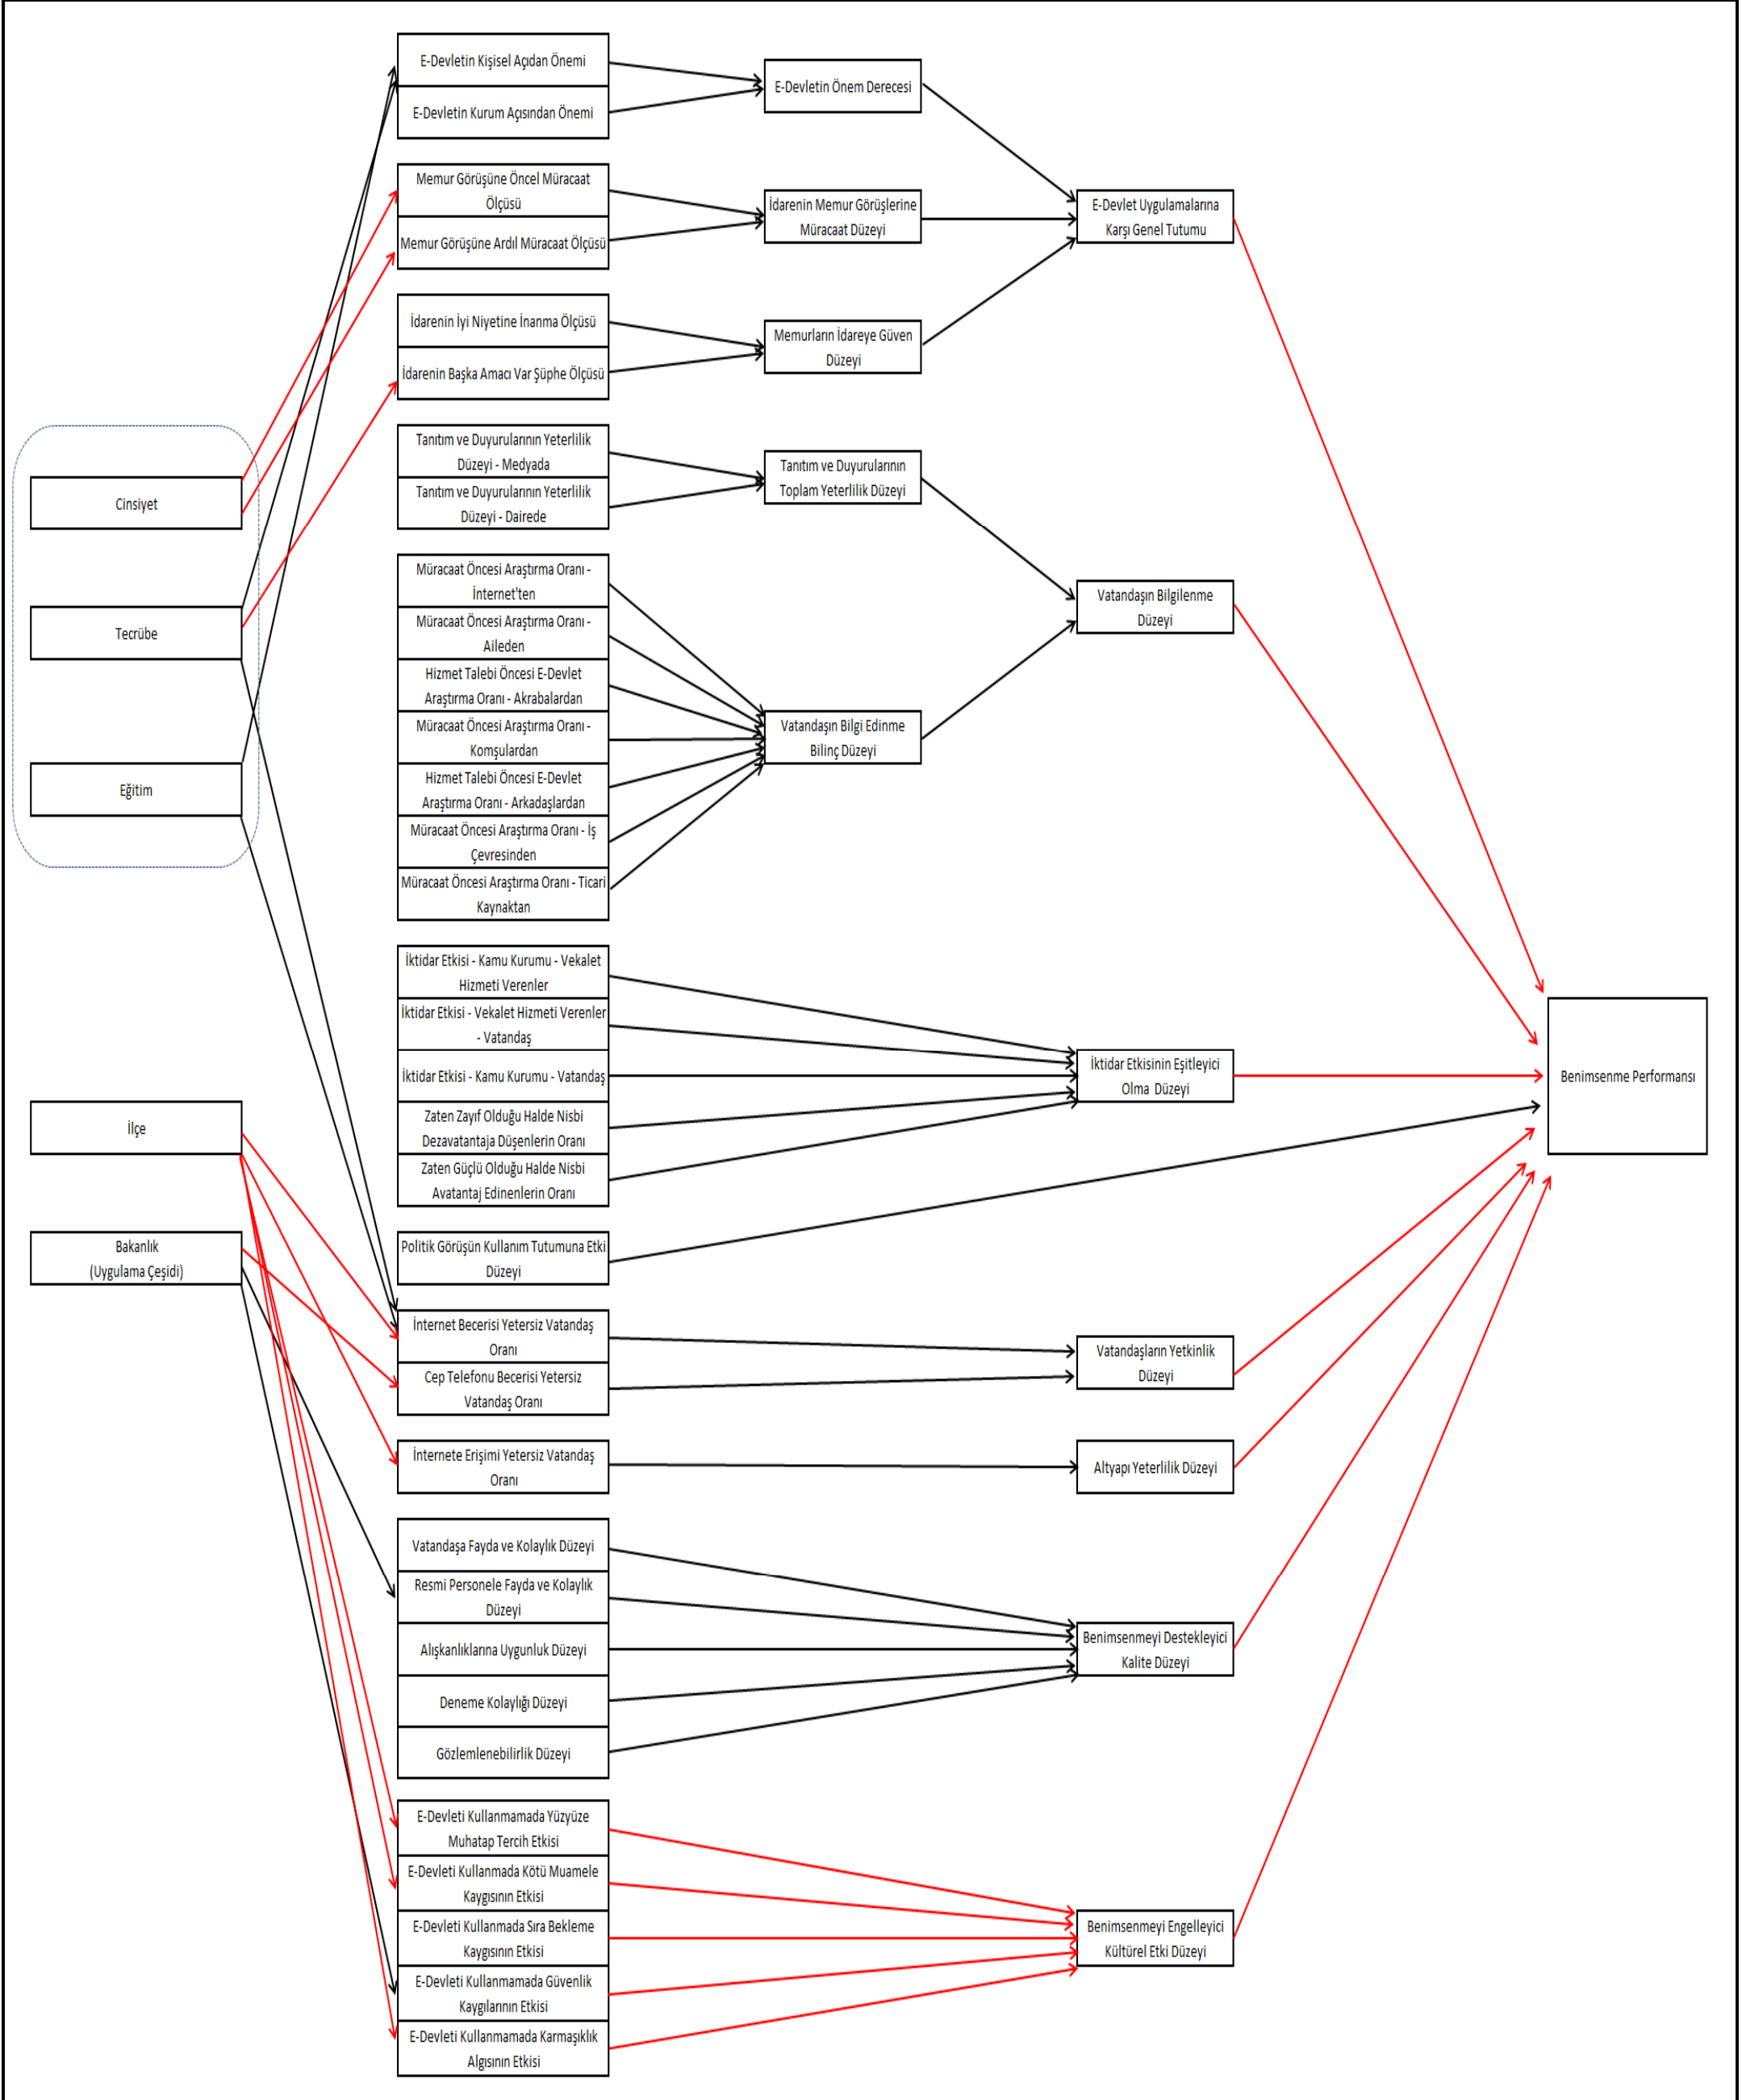 E-Devletin Kişisel Açıdan Önemi
E-Devletin Kurum Açısından Önemi
Memur Görüşüne Öncel Müracaat
Ölçüsü
Memur Görüşüne Ardıl Müracaat Ölçüsü
İdarenin İyi Niyetine İnanma Ölçüsü
İdarenin Başka Amacı Var Şüphe Ölçüsü
Tanıtım ve Duyurularının Yeterlilik
Düzeyi - Medyada
Tanıtım ve Duyurularının Yeterlilik
Düzeyi - Dairede
Müracaat Öncesi Araştırma Oranı -
İnternet'ten
Müracaat Öncesi Araştırma Oranı -
Aileden
Hizmet Talebi Öncesi E-Devlet
Araştırma Oranı - Akrabalardan
Müracaat Öncesi Araştırma Oranı -
Komşulardan
Hizmet Talebi Öncesi E-Devlet
Araştırma Oranı - Arkadaşlardan
Müracaat Öncesi Araştırma Oranı - İş
Çevresinden
Müracaat Öncesi Araştırma Oranı - Ticari
Kaynaktan
İktidar Etkisi - Kamu Kurumu - Vekalet
Hizmeti Verenler
İktidar Etkisi - Vekalet Hizmeti Verenler
- Vatandaş
İktidar Etkisi - Kamu Kurumu - Vatandaş
Zaten Zayıf Olduğu Halde Nisbi
Dezavatantaja Düşenlerin Oranı
Zaten Güçlü Olduğu Halde Nisbi
Avatantaj Edinenlerin Oranı
Politik Görüşün Kullanım Tutumuna Etki
Düzeyi
İnternet Becerisi Yetersiz Vatandaş
Oranı
Cep Telefonu Becerisi Yetersiz
Vatandaş Oranı
İnternete Erişimi Yetersiz Vatandaş
Oranı
Vatandaşa Fayda ve Kolaylık Düzeyi
Resmi Personele Fayda ve Kolaylık
Düzeyi
Alışkanlıklarına Uygunluk Düzeyi
Deneme Kolaylığı Düzeyi
Gözlemlenebilirlik Düzeyi
E-Devleti Kullanmamada Yüzyüze
Muhatap Tercih Etkisi
E-Devleti Kullanmada Kötü Muamele
Kaygısının Etkisi
E-Devleti Kullanmada Sıra Bekleme
Kaygısının Etkisi
E-Devleti Kullanmamada Güvenlik
Kaygılarının Etkisi
E-Devleti Kullanmamada Karmaşıklık
Algısının Etkisi
Cinsiyet
Tecrübe
Eğitim
İlçe
Bakanlık
(Uygulama Çeşidi)
E-Devletin Önem Derecesi
İdarenin Memur Görüşlerine
Müracaat Düzeyi
Memurların İdareye Güven
Düzeyi
Tanıtım ve Duyurularının
Toplam Yeterlilik Düzeyi
Vatandaşın Bilgi Edinme
Bilinç Düzeyi
E-Devlet Uygulamalarına
Karşı Genel Tutumu
Vatandaşın Bilgilenme
Düzeyi
İktidar Etkisinin Eşitleyici
Olma Düzeyi
Vatandaşların Yetkinlik
Düzeyi
Altyapı Yeterlilik Düzeyi
Benimsenmeyi Destekleyici
Kalite Düzeyi
Benimsenmeyi Engelleyici
Kültürel Etki Düzeyi
Benimsenme Performansı